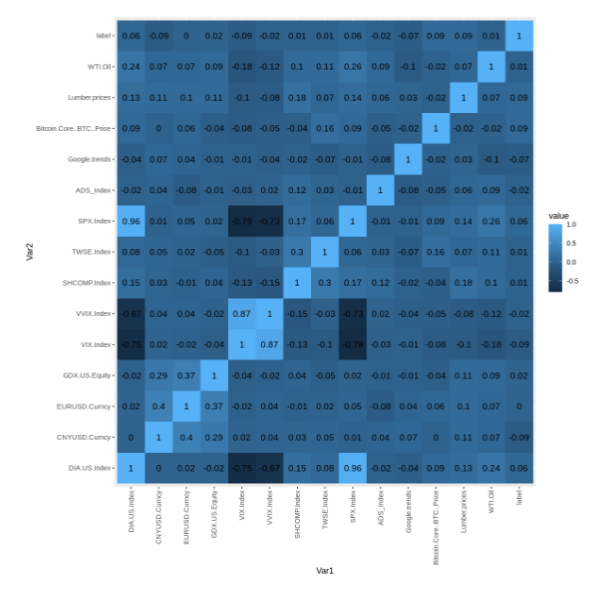 label 0.06 -0.09 0 0.02 -0.09 -0.02 0.01 0.01 0.06 -0.02 -0.07 0.09 0.09 0.01 1
WTI.Oil 0.24 0.07 0.07 0.09 -0.18 -0.12 0.1 0.11 0.26 0.09 -0.1 -0.02 0.07 1 0.01
Lumber.prices 0.13 0.11 0.1 0.11 -0.1 -0.08 0.18 0.07 0.14 0.06 0.03 -0.02 1 0.07 0.09
Bitcoin.Core..BTC..Price 0.09 0 0.06 -0.04 -0.08 -0.05 -0.04 0.16 0.09 -0.05 -0.02 1 -0.02 -0.02 0.09
Google.trends -0.04 0.07 0.04 -0.01 -0.01 -0.04 -0.02 -0.07 -0.01 -0.08 1 -0.02 0.03 -0.1 -0.07
ADS_Index -0.02 0.04 -0.08 -0.01 -0.03 0.02 0.12 0.03 -0.01 1 -0.08 -0.05 0.06 0.09 -0.02
SPX.Index 0.96 0.01 0.05 0.02 -0.79 -0.73 0.17 0.06 1 -0.01 -0.01 0.09 0.14 0.26 0.06
TWSE.Index 0.08 0.05 0.02 -0.05 -0.1 -0.03 0.3 1 0.06 0.03 -0.07 0.16 0.07 0.11 0.01
SHCOMP.Index 0.15 0.03 -0.01 0.04 -0.13 -0.15 1 0.3 0.17 0.12 -0.02 -0.04 0.18 0.1 0.01
VVIX.Index -0.67 0.04 0.04 -0.02 0.87 1 -0.15 -0.03 -0.73 0.02 -0.04 -0.05 -0.08 -0.12 -0.02
VIX.Index -0.75 0.02 -0.02 -0.04 1 0.87 -0.13 -0.1 -0.79 -0.03 -0.01 -0.08 -0.1 -0.18 -0.09
GDX.US.Equity -0.02 0.29 0.37 1 -0.04 -0.02 0.04 -0.05 0.02 -0.01 -0.01 -0.04 0.11 0.09 0.02
EURUSD.Curncy 0.02 0.4 1 0.37 -0.02 0.04 -0.01 0.02 0.05 -0.08 0.04 0.06 0.1 0.07 0
CNYUSD.Curncy 0 1 0.4 0.29 0.02 0.04 0.03 0.05 0.01 0.04 0.07 0 0.11 0.07 -0.09
DIA.US.Index 1 0 0.02 -0.02 -0.75 -0.67 0.15 0.08 0.96 -0.02 -0.04 0.09 0.13 0.24 0.06
Var2
DIA.US.Index
CNYUSD.Curncy
EURUSD.Curncy
GDX.US.Equity
VIX.Index
VVIX.Index
SHCOMP.Index
TWSE.Index
SPX.Index
ADS_Index
Google.trends
Bitcoin.Core..BTC..Price
Lumber.prices
WTI.Oil
label
Var1
value
1.0
0.5
0.0
-0.5